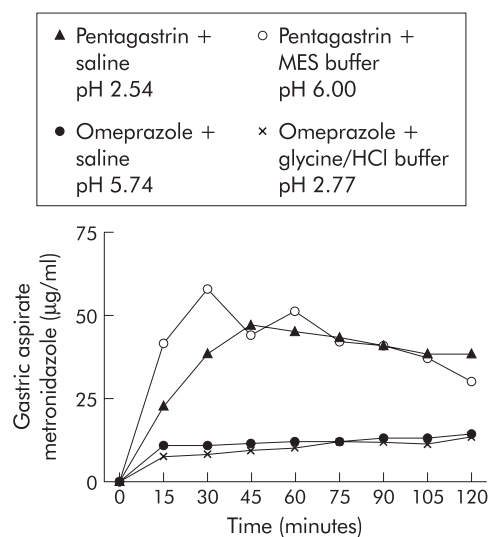 Pentagastrin +
saline
pH 2.54
Pentagastrin +
MES buffer
pH 6.00
Omeprazole +
saline
pH 5.74
Omeprazole +
glycine/HCl buffer
pH 2.77
75
50
25
0
Gastric aspirate
metronidazole (µg/ml)
0 15 30 45 60 75 90 105 120
Time (minutes)